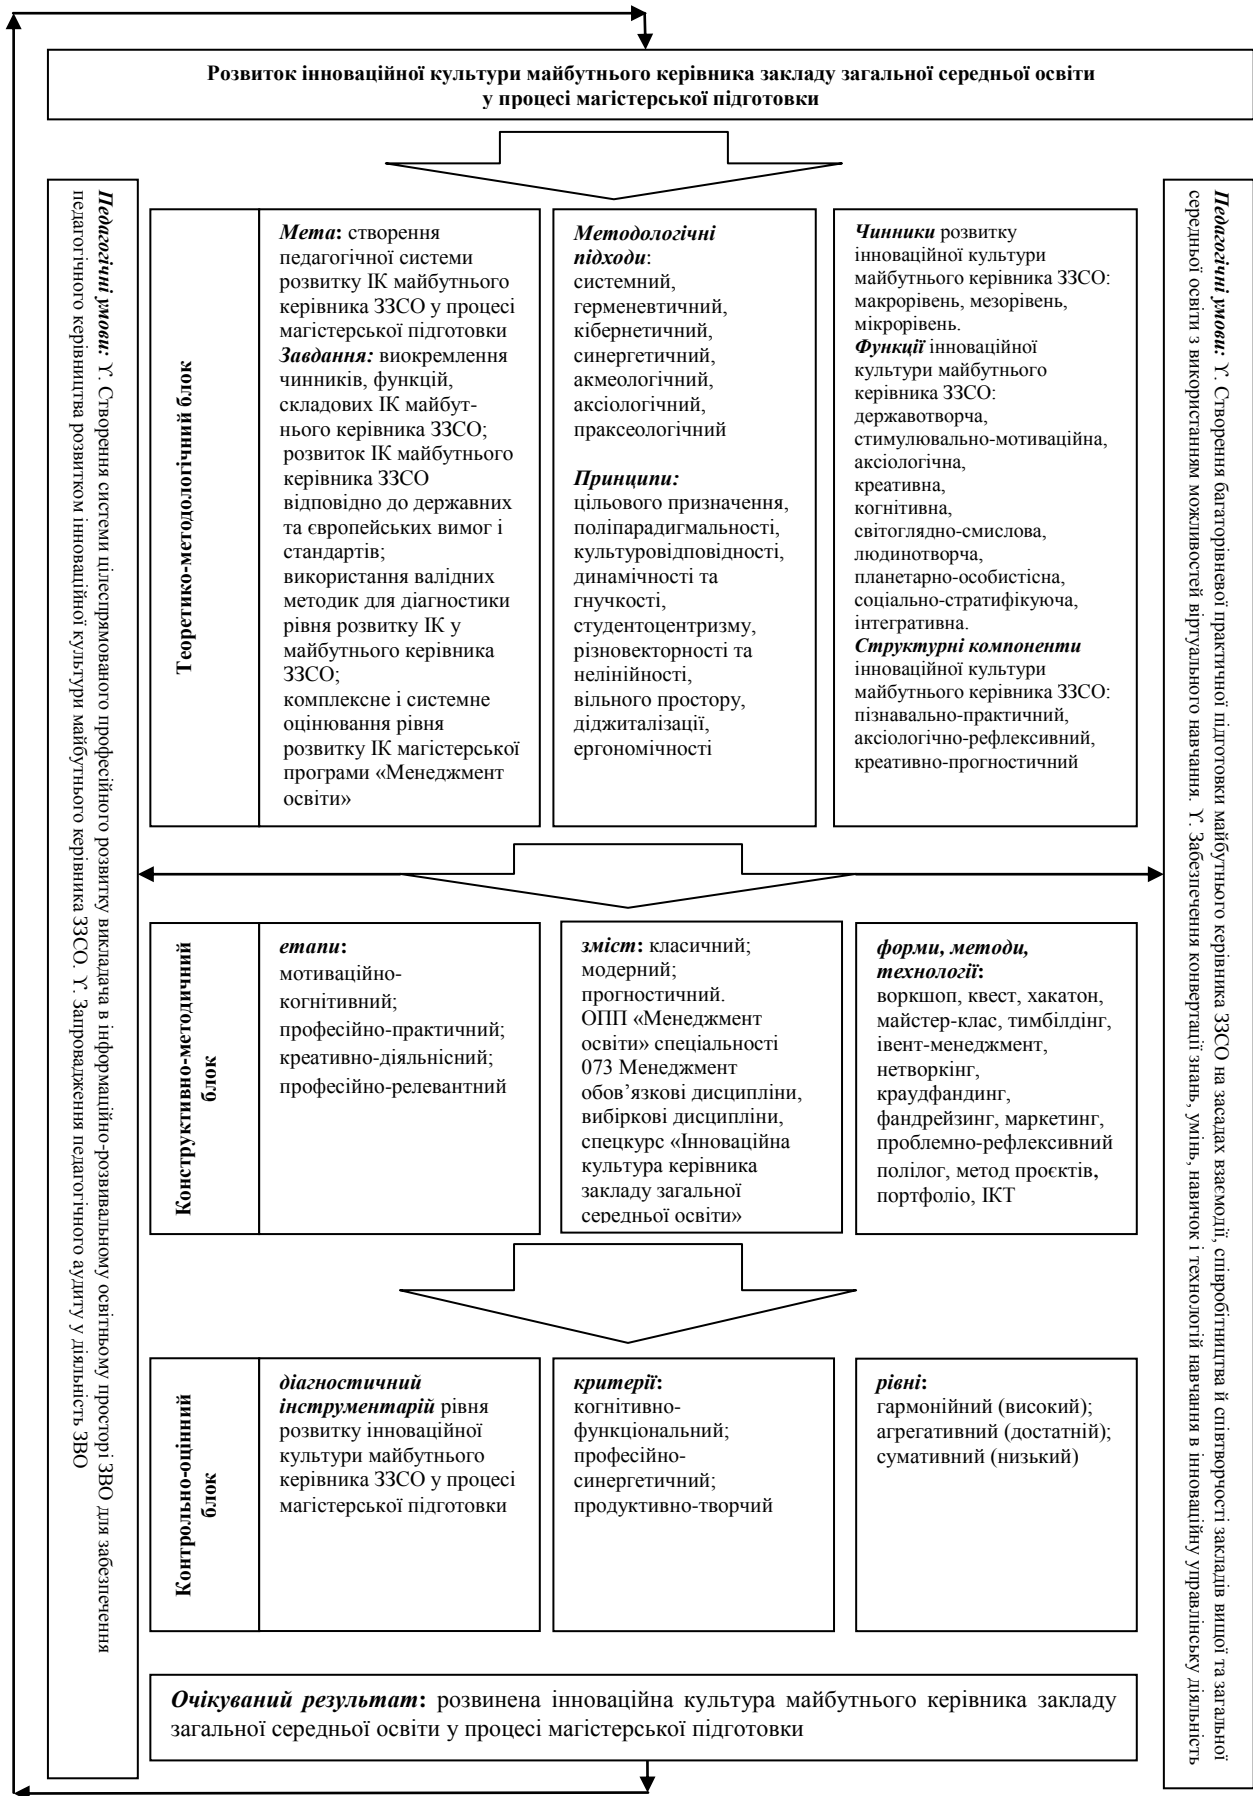 Розвиток інноваційної культури майбутнього керівника закладу загальної середньої освіти
у процесі магістерської підготовки
Педагогічні умови: ϒ. Створення системи цілеспрямованого професійного розвитку викладача в інформаційно-розвивальному освітньому просторі ЗВО для забезпечення
педагогічного керівництва розвитком інноваційної культури майбутнього керівника ЗЗСО. ϒ. Запровадження педагогічного аудиту у діяльність ЗВО
Теоретико-методологічний блок
Мета: створення
педагогічної системи
розвитку ІК майбутнього
керівника ЗЗСО у процесі
магістерської підготовки
Завдання: виокремлення
чинників, функцій,
складових ІК майбут-
нього керівника ЗЗСО;
розвиток ІК майбутнього
керівника ЗЗСО
відповідно до державних
та європейських вимог і
стандартів;
використання валідних
методик для діагностики
рівня розвитку ІК у
майбутнього керівника
ЗЗСО;
комплексне і системне
оцінювання рівня
розвитку ІК магістерської
програми «Менеджмент
освіти»
Методологічні
підходи:
системний,
герменевтичний,
кібернетичний,
синергетичний,
акмеологічний,
аксіологічний,
праксеологічний
Принципи:
цільового призначення,
поліпарадигмальності,
культуровідповідності,
динамічності та
гнучкості,
студентоцентризму,
різновекторності та
нелінійності,
вільного простору,
діджиталізації,
ергономічності
Чинники розвитку
інноваційної культури
майбутнього керівника ЗЗСО:
макрорівень, мезорівень,
мікрорівень.
Функції інноваційної
культури майбутнього
керівника ЗЗСО:
державотворча,
стимулювально-мотиваційна,
аксіологічна,
креативна,
когнітивна,
світоглядно-смислова,
людинотворча,
планетарно-особистісна,
соціально-стратифікуюча,
інтегративна.
Структурні компоненти
інноваційної культури
майбутнього керівника ЗЗСО:
пізнавально-практичний,
аксіологічно-рефлексивний,
креативно-прогностичний
Педагогічні умови: ϒ. Створення багаторівневої практичної підготовки майбутнього керівника ЗЗСО на засадах взаємодії, співробітництва й співтворчості закладів вищої та загальної
середньої освіти з використанням можливостей віртуального навчання. ϒ. Забезпечення конвертації знань, умінь, навичок і технологій навчання в інноваційну управлінську діяльність
Конструктивно-методичний
блок
етапи:
мотиваційно-
когнітивний;
професійно-практичний;
креативно-діяльнісний;
професійно-релевантний
зміст: класичний;
модерний;
прогностичний.
ОПП «Менеджмент
освіти» спеціальності
073 Менеджмент
обов’язкові дисципліни,
вибіркові дисципліни,
спецкурс «Інноваційна
культура керівника
закладу загальної
середньої освіти»
форми, методи,
технології:
воркшоп, квест, хакатон,
майстер-клас, тимбілдінг,
івент-менеджмент,
нетворкінг,
краудфандинг,
фандрейзинг, маркетинг,
проблемно-рефлексивний
полілог, метод проєктів,
портфоліо, ІКТ
Контрольно-оцінний
блок
діагностичний
інструментарій рівня
розвитку інноваційної
культури майбутнього
керівника ЗЗСО у процесі
магістерської підготовки
критерії:
когнітивно-
функціональний;
професійно-
синергетичний;
продуктивно-творчий
рівні:
гармонійний (високий);
агрегативний (достатній);
сумативний (низький)
Очікуваний результат: розвинена інноваційна культура майбутнього керівника закладу
загальної середньої освіти у процесі магістерської підготовки